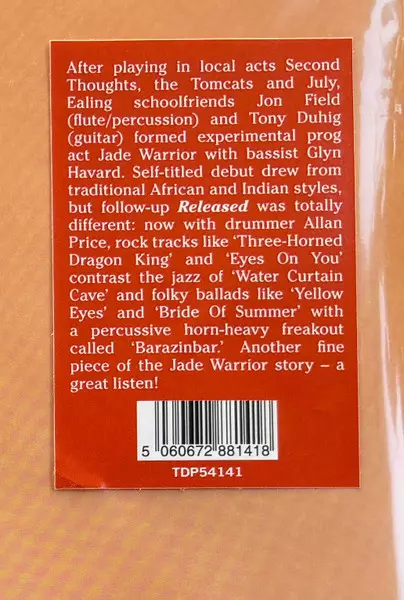 After playing in local acts Second
Thoughts, the Tomcats and July,
Ealing schoolfriends Jon Field
(flute/percussion) and Tony Duhig
(guitar) formed experimental prog
act Jade Warrior with bassist Glyn
Havard. Self-titled debut drew from
traditional African and Indian styles,
but follow-up Released was totally
different: now with drummer Allan
Price, rock tracks like ‘Three-Horned
Dragon King’ and ‘Eyes On You’
contrast the jazz of ‘Water Curtain
Cave’ and folky ballads like ‘Yellow
Eyes’ and ‘Bride Of Summer’ with
a percussive horn-heavy freakout
called ‘Barazinbar.’ Another fine
piece of the Jade Warrior story – a
great listen!
5 060672 881418
TDP54141